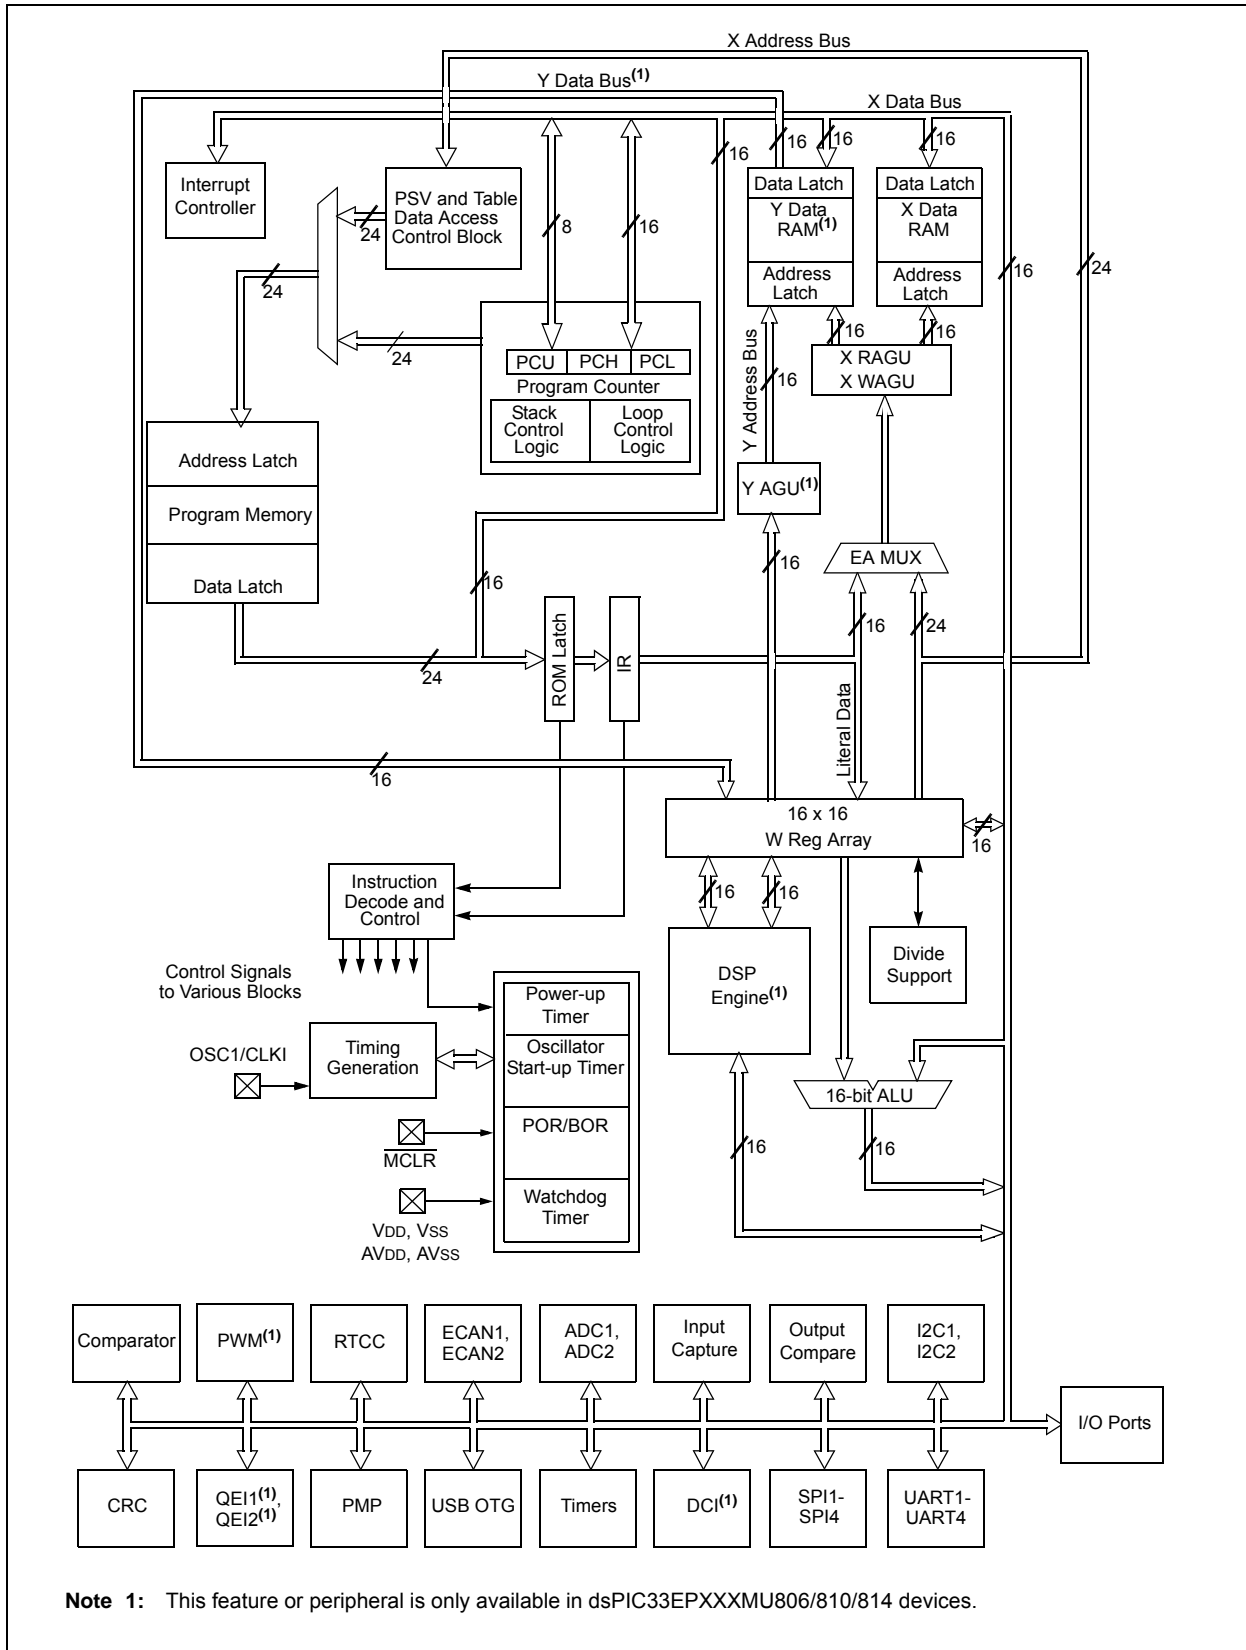 X Address Bus
Y Data Bus(1)
X Data Bus
16
16
16
16
16
Interrupt
Controller
PSV and Table
Data Access
Control Block
24
Data Latch
Y Data
RAM(1)
Address
Latch
Data Latch
X Data
RAM
Address
Latch
8
16
16
24
24
24
16
16
PCU
PCH
PCL
Program Counter
Stack
Control
Logic
Loop
Control
Logic
X RAGU
X WAGU
Y Address Bus
16
Address Latch
Program Memory
Data Latch
Y AGU(1)
EA MUX
16
16
16
24
24
ROM Latch
IR
Literal Data
16
16 x 16
W Reg Array
16
16
16
Instruction
Decode and
Control
Control Signals
to Various Blocks
DSP
Engine(1)
Divide
Support
Power-up
Timer
Oscillator
Start-up Timer
POR/BOR
Watchdog
Timer
OSC1/CLKI
Timing
Generation
MCLR
VDD, VSS
AVDD, AVSS
16-bit ALU
16
16
Comparator
PWM(1)
RTCC
ECAN1,
ECAN2
ADC1,
ADC2
Input
Capture
Output
Compare
I2C1,
I2C2
I/O Ports
CRC
QEI1(1),
QEI2(1)
PMP
USB OTG
Timers
DCI(1)
SPI1-
SPI4
UART1-
UART4
Note 1: This feature or peripheral is only available in dsPIC33EPXXXMU806/810/814 devices.